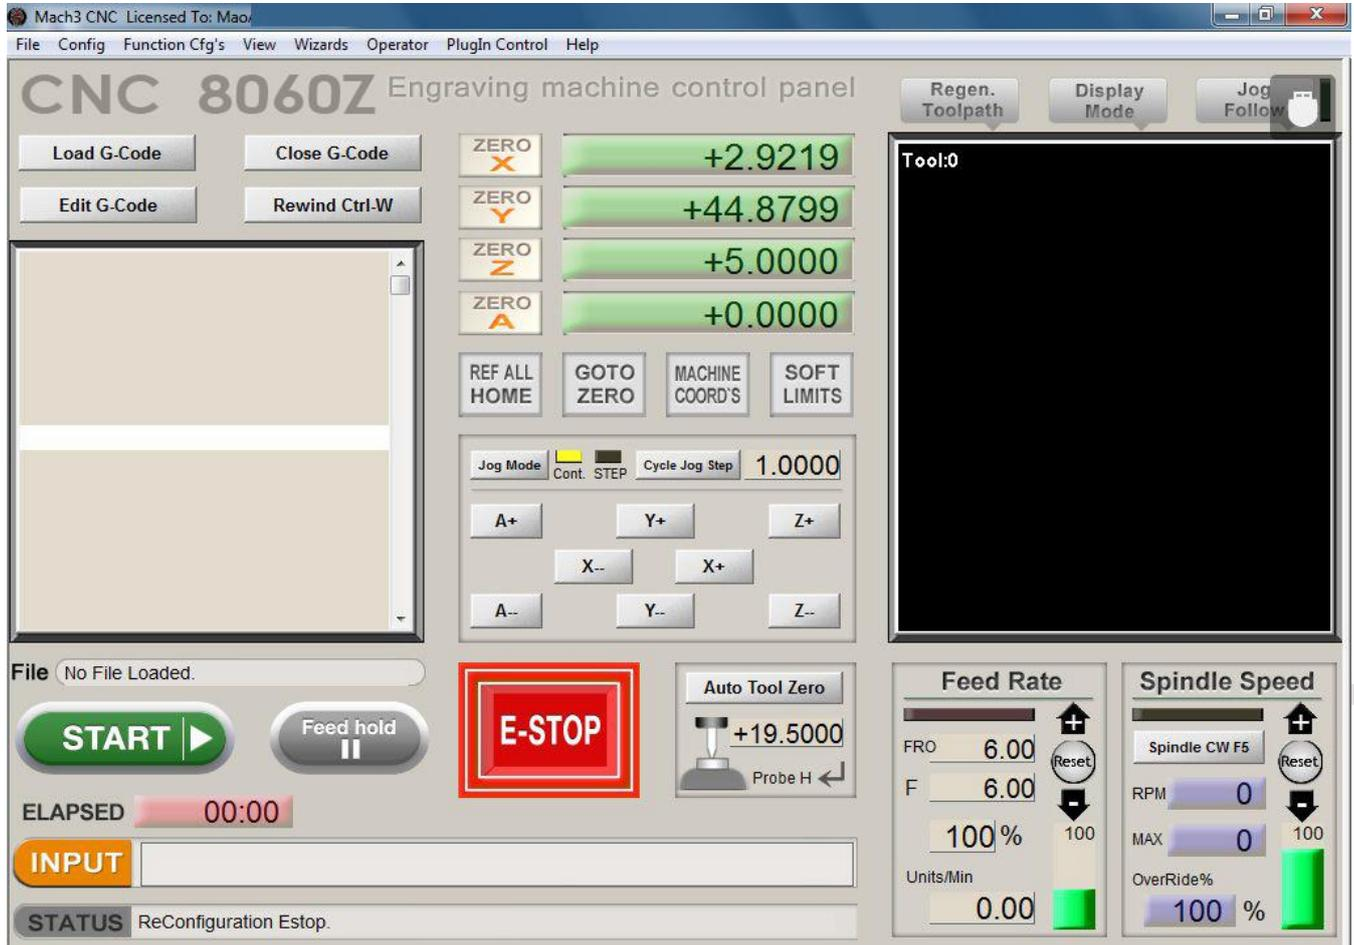 Mach3 CNC Licensed To: Mao
File Config Function Cfg's View Wizards Operator PlugIn Control Help
CNC 8060Z Engraving machine control panel
Regen. Toolpath
Display Mode
Jog Follow
Load G-Code
Close G-Code
Edit G-Code
Rewind Ctrl-W
ZERO X
+2.9219
ZERO Y
+44.8799
ZERO Z
+5.0000
ZERO A
+0.0000
Tool:0
REF ALL HOME
GOTO ZERO
MACHINE COORD`S
SOFT LIMITS
Jog Mode
Cont.
STEP
Cycle Jog Step
1.0000
A+
Y+
Z+
X--
X+
A--
Y--
Z--
File No File Loaded.
START
Feed hold
E-STOP
Auto Tool Zero
+19.5000
Probe H
ELAPSED 00:00
INPUT
STATUS ReConfiguration Estop.
Feed Rate
+
FRO 6.00
Reset
F 6.00
-
100 %
100
Units/Min
0.00
Spindle Speed
+
Spindle CW F5
Reset
RPM 0
-
MAX 0
100
OverRide%
100 %